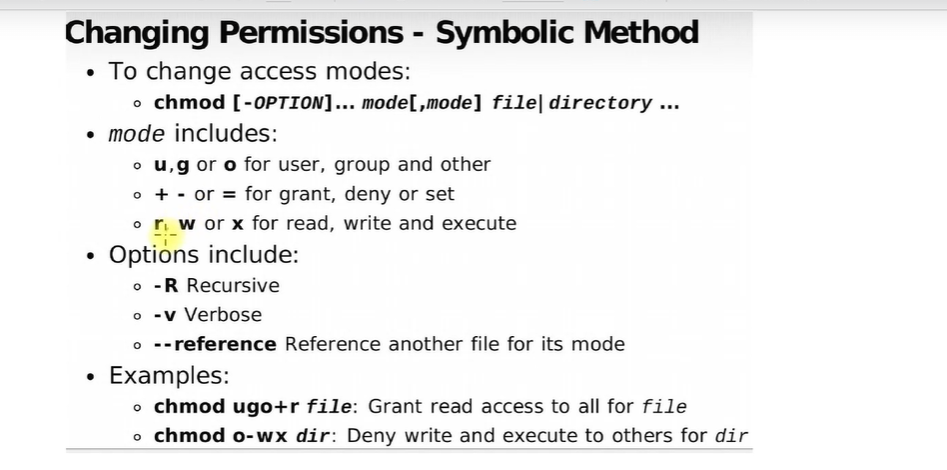 Changing Permissions - Symbolic Method
• To change access modes:
○ chmod [-OPTION]... mode[,mode] file|directory ...
• mode includes:
○ u,g or o for user, group and other
○ + - or = for grant, deny or set
○ r, w or x for read, write and execute
• Options include:
○ -R Recursive
○ -v Verbose
○ --reference Reference another file for its mode
• Examples:
○ chmod ugo+r file: Grant read access to all for file
○ chmod o-wx dir: Deny write and execute to others for dir